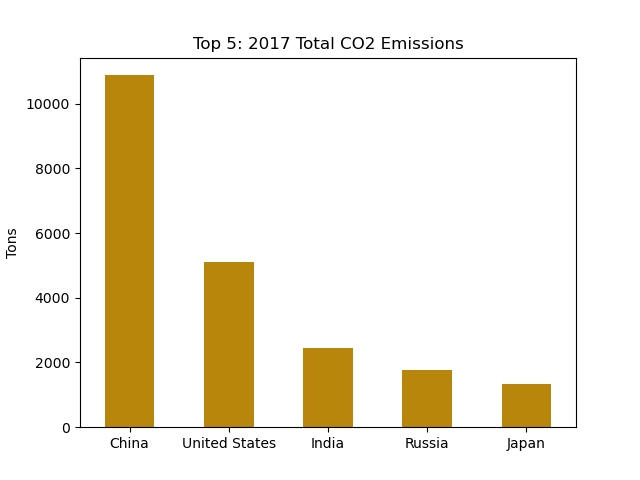 Top 5: 2017 Total CO2 Emissions
Tons
10000
8000
6000
4000
2000
0
China United States India Russia Japan